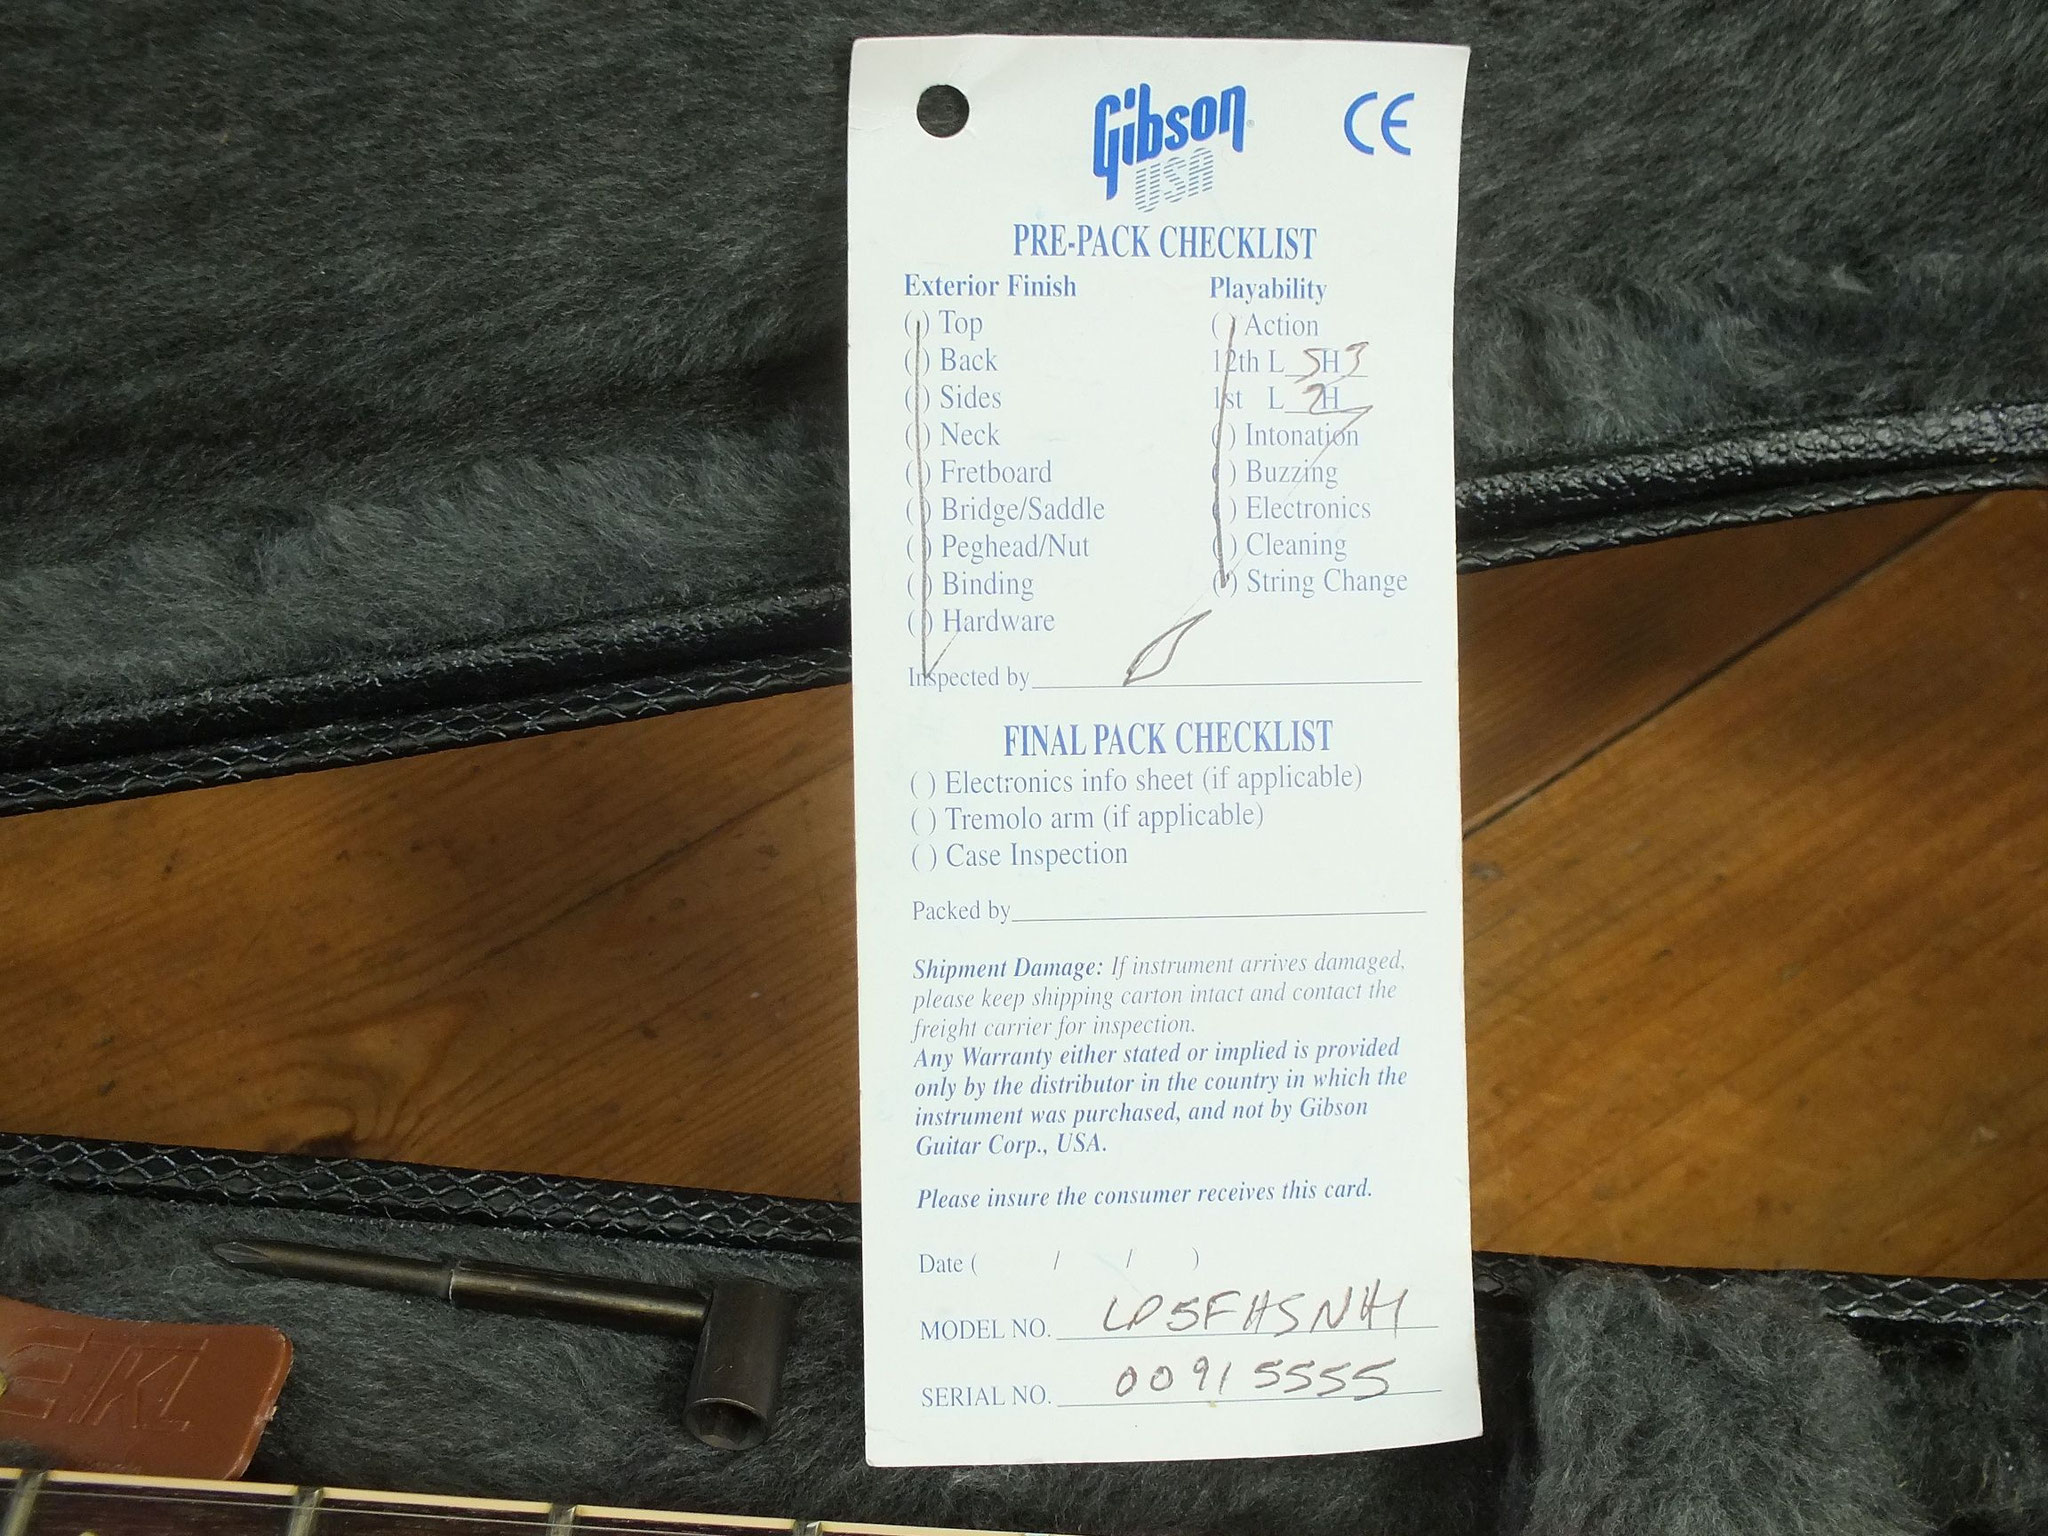 Gibson
USA
CE
PRE-PACK CHECKLIST
Exterior Finish
( ) Top
( ) Back
( ) Sides
( ) Neck
( ) Fretboard
( ) Bridge/Saddle
( ) Peghead/Nut
( ) Binding
( ) Hardware
Playability
( ) Action
12th L 5 H 3
1st L 2 H
( ) Intonation
( ) Buzzing
( ) Electronics
( ) Cleaning
( ) String Change
Inspected by
FINAL PACK CHECKLIST
( ) Electronics info sheet (if applicable)
( ) Tremolo arm (if applicable)
( ) Case Inspection
Packed by
Shipment Damage: If instrument arrives damaged,
please keep shipping carton intact and contact the
freight carrier for inspection.
Any Warranty either stated or implied is provided
only by the distributor in the country in which the
instrument was purchased, and not by Gibson
Guitar Corp., USA.
Please insure the consumer receives this card.
Date ( / / )
MODEL NO. LP5FHSNH1
SERIAL NO. 00915555